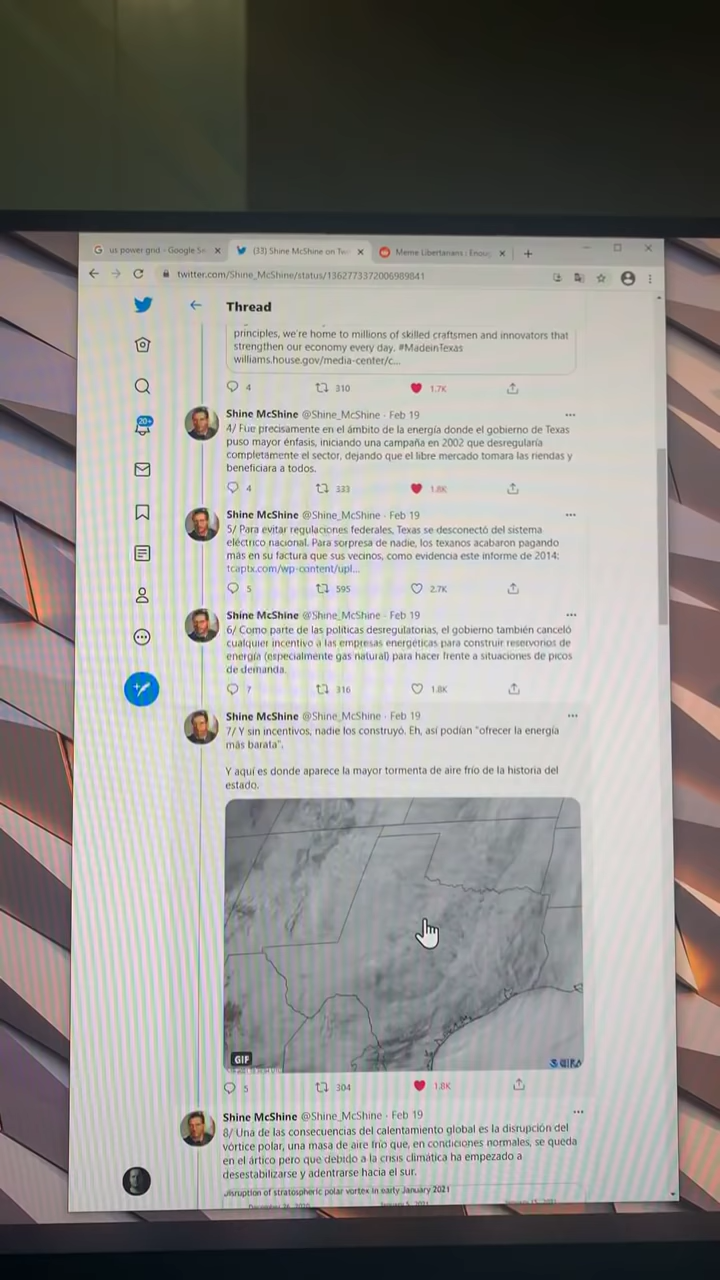 us power grid - Google Se
(33) Shine McShine on Tw
Meme Libertarians : Enoug
twitter.com/Shine_McShine/status/1362773372006989841
Thread
principles, we're home to millions of skilled craftsmen and innovators that
strengthen our economy every day. #MadeinTexas
williams.house.gov/media-center/c...
4 310 1.7K
20+
Shine McShine @Shine_McShine · Feb 19
4/ Fue precisamente en el ámbito de la energía donde el gobierno de Texas
puso mayor énfasis, iniciando una campaña en 2002 que desregularía
completamente el sector, dejando que el libre mercado tomara las riendas y
beneficiara a todos.
4 333 1.8K
Shine McShine @Shine_McShine · Feb 19
5/ Para evitar regulaciones federales, Texas se desconectó del sistema
eléctrico nacional. Para sorpresa de nadie, los texanos acabaron pagando
más en su factura que sus vecinos, como evidencia este informe de 2014:
tcaptx.com/wp-content/upl...
5 595 2.7K
Shine McShine @Shine_McShine · Feb 19
6/ Como parte de las políticas desregulatorias, el gobierno también canceló
cualquier incentivo a las empresas energéticas para construir reservorios de
energía (especialmente gas natural) para hacer frente a situaciones de picos
de demanda.
7 316 1.8K
Shine McShine @Shine_McShine · Feb 19
7/ Y sin incentivos, nadie los construyó. Eh, así podían "ofrecer la energía
más barata".
Y aquí es donde aparece la mayor tormenta de aire frío de la historia del
estado.
GIF
CIRA
5 304 1.8K
Shine McShine @Shine_McShine · Feb 19
8/ Una de las consecuencias del calentamiento global es la disrupción del
vórtice polar, una masa de aire frío que, en condiciones normales, se queda
en el ártico pero que debido a la crisis climática ha empezado a
desestabilizarse y adentrarse hacia el sur.
disruption of stratospheric polar vortex in early January 2021